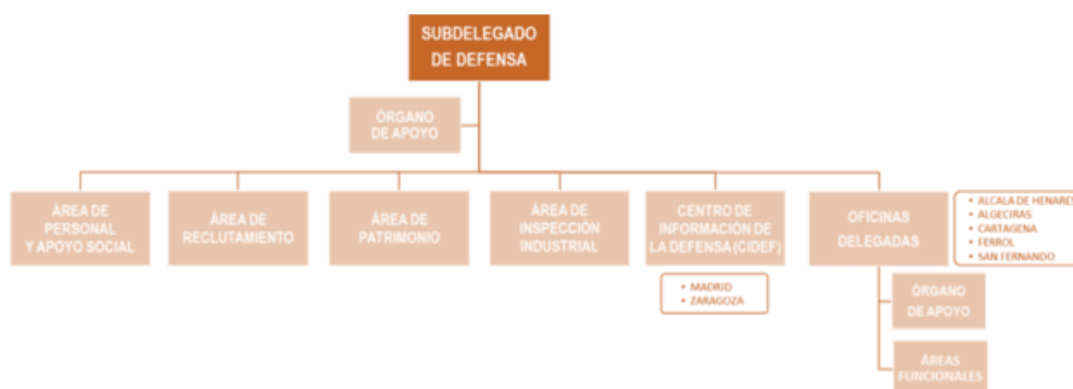 SUBDELEGADO
DE DEFENSA
ÓRGANO
DE APOYO
ÁREA DE
PERSONAL
Y APOYO SOCIAL
ÁREA DE
RECLUTAMIENTO
ÁREA DE
PATRIMONIO
ÁREA DE
INSPECCIÓN
INDUSTRIAL
CENTRO DE
INFORMACIÓN DE
LA DEFENSA (CIDEF)
• MADRID
• ZARAGOZA
OFICINAS
DELEGADAS
• ALCALA DE HENARES
• ALGECIRAS
• CARTAGENA
• FERROL
• SAN FERNANDO
ÓRGANO
DE APOYO
ÁREAS
FUNCIONALES